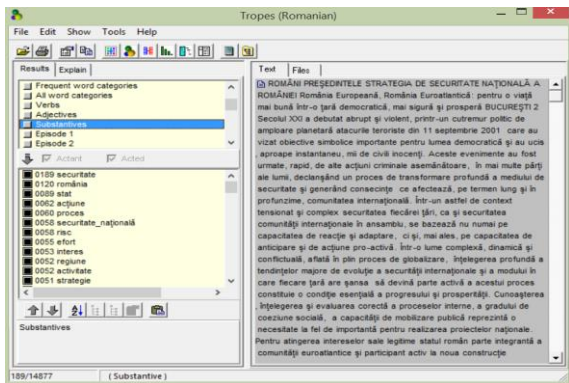 Tropes (Romanian)
File Edit Show Tools Help
Results Explain
Frequent word categories
All word categories
Verbs
Adjectives
Substantives
Episode 1
Episode 2
Actant Acted
0189 securitate
0120 românia
0089 stat
0062 acţiune
0060 proces
0058 securitate_naţională
0058 risc
0055 efort
0053 interes
0052 regiune
0052 activitate
0051 strategie
Substantives
189/14877 (Substantive)
Text Files
ROMÂNI PREŞEDINTELE STRATEGIA DE SECURITATE NAŢIONALĂ A
ROMÂNIEI România Europeană, România Euroatlantică: pentru o viaţă
mai bună într-o ţară democratică, mai sigură şi prosperă BUCUREŞTI 2
Secolul XXI a debutat abrupt şi violent, printr-un cutremur politic de
amploare planetară atacurile teroriste din 11 septembrie 2001 care au
vizat obiective simbolice importante pentru lumea democratică şi au ucis
, aproape instantaneu, mii de civili inocenţi. Aceste evenimente au fost
urmate, rapid, de alte acţiuni criminale asemănătoare, în mai multe părţi
ale lumii, declanşând un proces de transformare profundă a mediului de
securitate şi generând consecinţe ce afectează, pe termen lung şi în
profunzime, comunitatea internaţională. Într-un astfel de context
tensionat şi complex securitatea fiecărei ţări, ca şi securitatea
comunităţii internaţionale în ansamblu, se bazează nu numai pe
capacitatea de reacţie şi adaptare, ci şi, mai ales, pe capacitatea de
anticipare şi de acţiune pro-activă. Într-o lume complexă, dinamică şi
conflictuală, aflată în plin proces de globalizare, înţelegerea profundă a
tendinţelor majore de evoluţie a securităţii internaţionale şi a modului în
care fiecare ţară are şansa să devină parte activă a acestui proces
constituie o condiţie esenţială a progresului şi prosperităţii. Cunoaşterea
, înţelegerea şi evaluarea corectă a proceselor interne, a gradului de
coeziune socială, a capacităţii de mobilizare publică reprezintă o
necesitate la fel de importantă pentru realizarea proiectelor naţionale.
Pentru atingerea intereselor sale legitime statul român parte integrantă a
comunităţii euroatlantice şi participant activ la noua construcţie